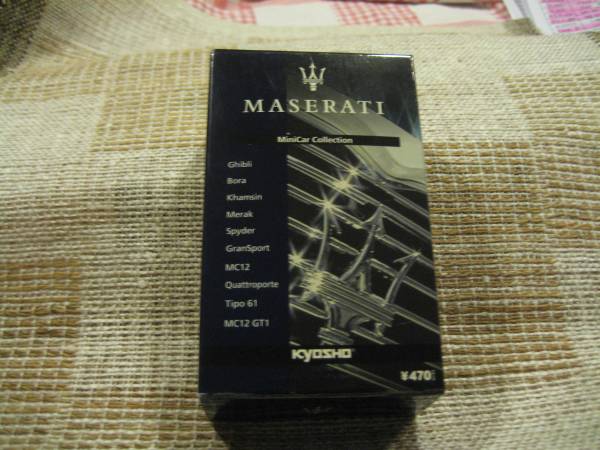 MASERATI
MiniCar Collection
Ghibli
Bora
Khamsin
Merak
Spyder
GranSport
MC12
Quattroporte
Tipo 61
MC12 GT1
KYOSHO
¥470